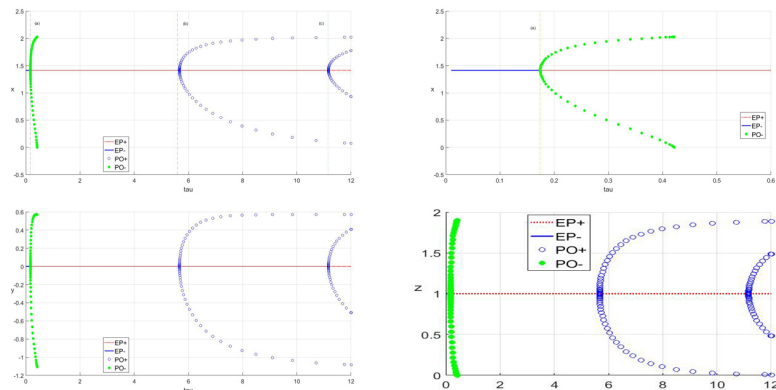 (a)
(b)
(c)
2.5
2
1.5
x
1
0.5
0
-0.5
EP+
EP-
PO+
PO-
0
2
4
6
8
10
12
tau
(a)
2.5
2
1.5
x
1
0.5
0
-0.5
EP+
EP-
PO-
0
0.1
0.2
0.3
0.4
0.5
0.6
tau
0.6
0.4
0.2
0
-0.2
y
-0.4
-0.6
-0.8
-1
-1.2
EP+
EP-
PO+
PO-
0
2
4
6
8
10
12
tau
2
1.5
N
1
0.5
0
EP+
EP-
PO+
PO-
0
2
4
6
8
10
12